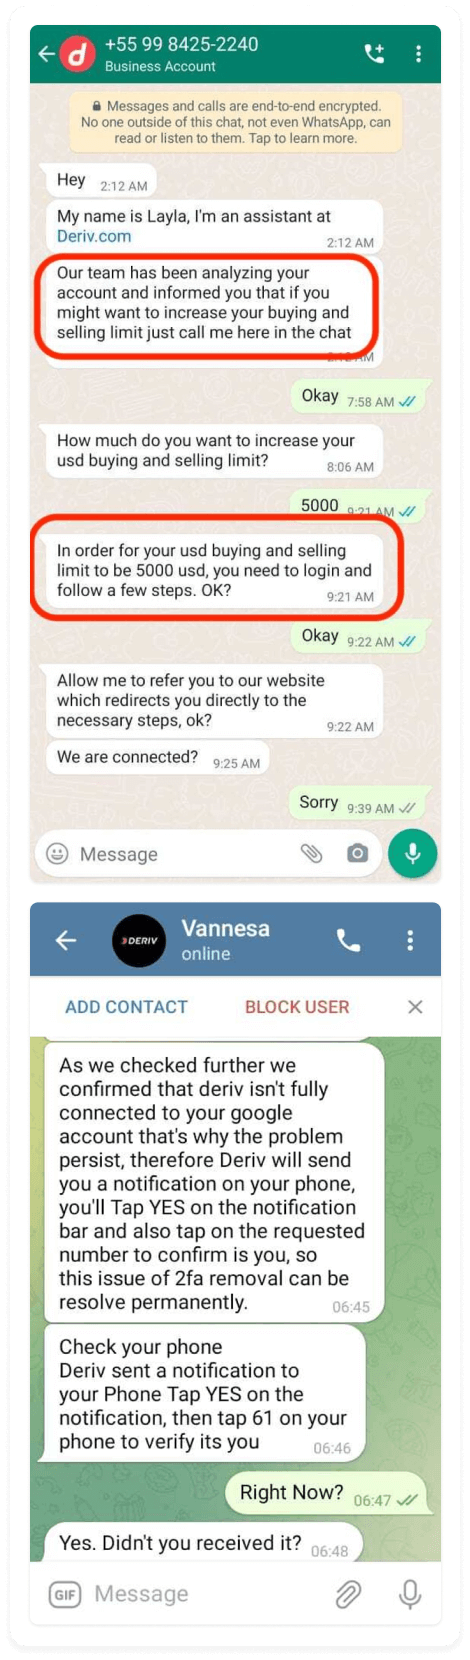 +55 99 8425-2240
Business Account
Messages and calls are end-to-end encrypted.
No one outside of this chat, not even WhatsApp, can
read or listen to them. Tap to learn more.
Hey 2:12 AM
My name is Layla, I'm an assistant at
Deriv.com
2:12 AM
Our team has been analyzing your
account and informed you that if you
might want to increase your buying and
selling limit just call me here in the chat
2:12 AM
Okay 7:58 AM
How much do you want to increase your
usd buying and selling limit?
8:06 AM
5000 9:21 AM
In order for your usd buying and selling
limit to be 5000 usd, you need to login and
follow a few steps. OK?
9:21 AM
Okay 9:22 AM
Allow me to refer you to our website
which redirects you directly to the
necessary steps, ok?
9:22 AM
We are connected? 9:25 AM
Sorry 9:39 AM
Message
DERIV
Vannesa
online
ADD CONTACT BLOCK USER
As we checked further we
confirmed that deriv isn't fully
connected to your google
account that's why the problem
persist, therefore Deriv will send
you a notification on your phone,
you'll Tap YES on the notification
bar and also tap on the requested
number to confirm is you, so
this issue of 2fa removal can be
resolve permanently.
06:45
Check your phone
Deriv sent a notification to
your Phone Tap YES on the
notification, then tap 61 on your
phone to verify its you
06:46
Right Now? 06:47
Yes. Didn't you received it? 06:48
GIF Message